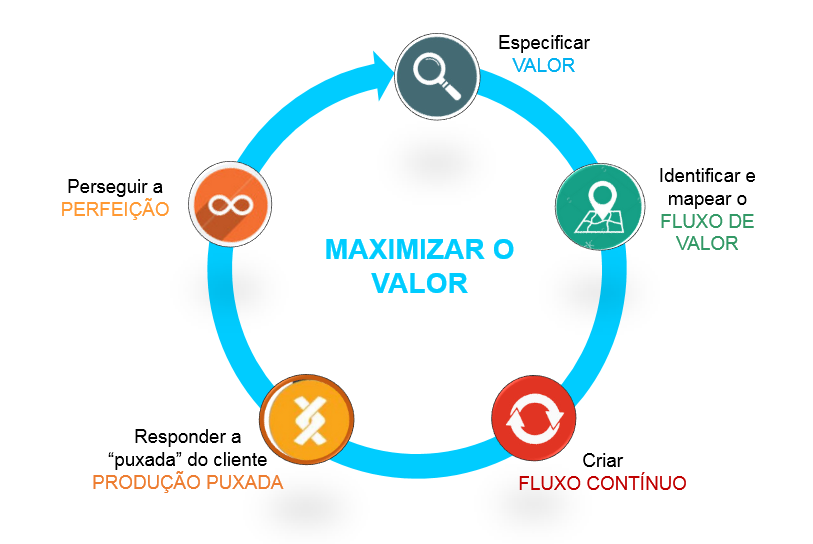 Especificar
VALOR
Identificar e
mapear o
FLUXO DE
VALOR
Criar
FLUXO CONTÍNUO
Responder a
“puxada” do cliente
PRODUÇÃO PUXADA
Perseguir a
PERFEIÇÃO
MAXIMIZAR O
VALOR